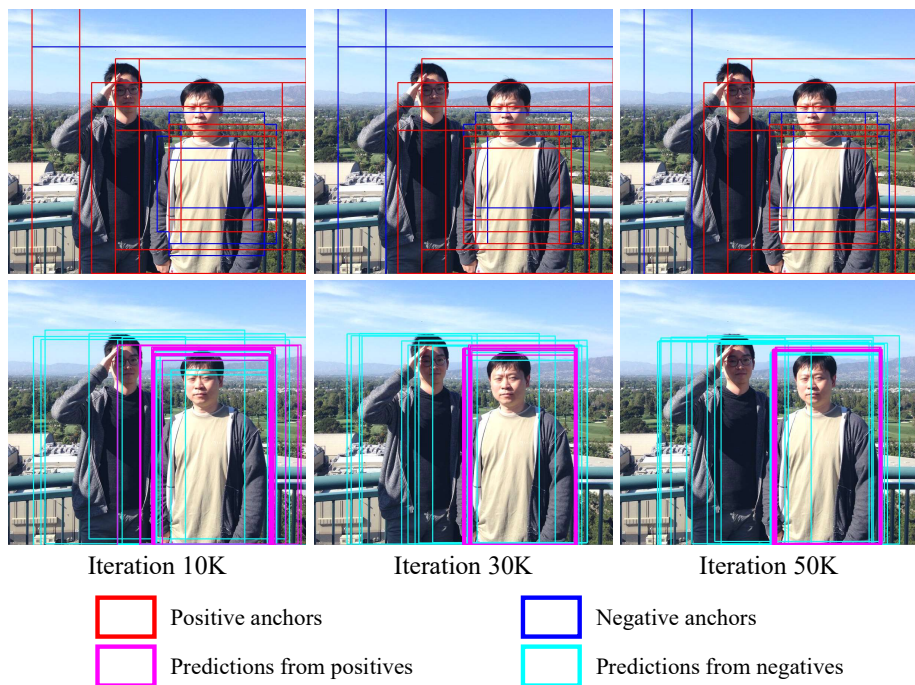 Iteration 10K Iteration 30K Iteration 50K
Positive anchors Negative anchors
Predictions from positives Predictions from negatives